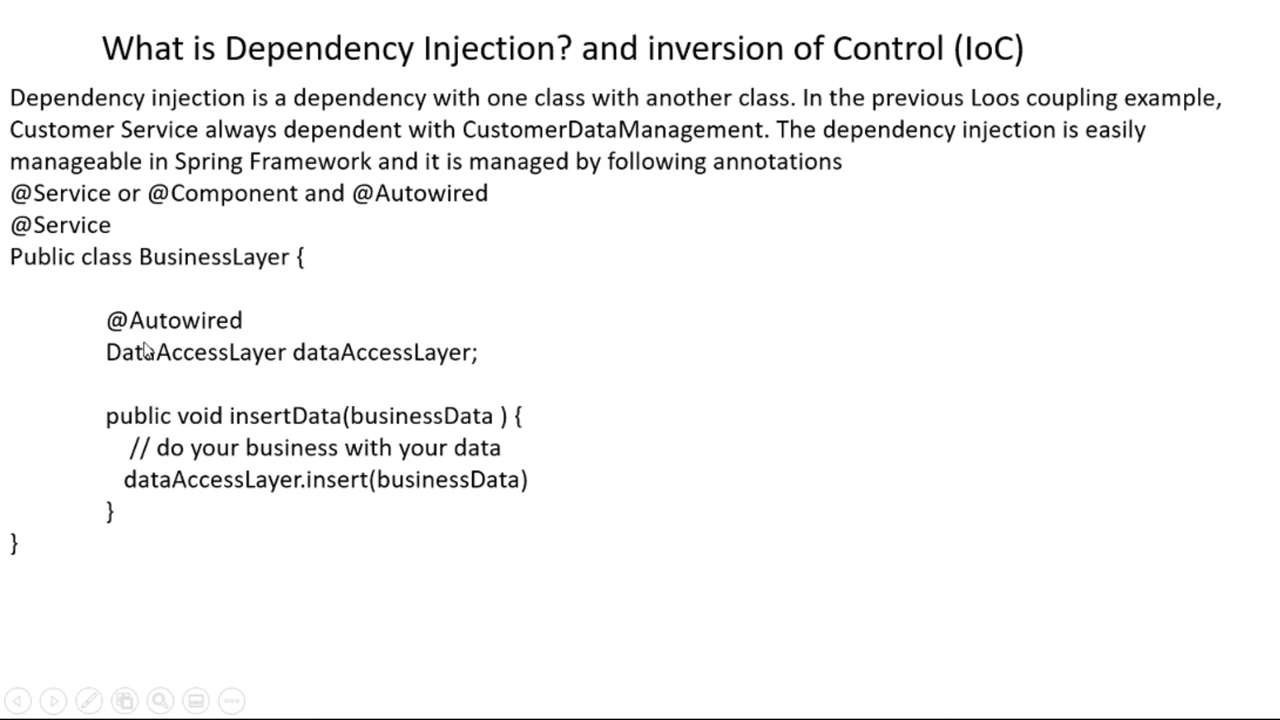 What is Dependency Injection? and inversion of Control (IoC)
Dependency injection is a dependency with one class with another class. In the previous Loos coupling example,
Customer Service always dependent with CustomerDataManagement. The dependency injection is easily
manageable in Spring Framework and it is managed by following annotations
@Service or @Component and @Autowired
@Service
Public class BusinessLayer {
@Autowired
DataAccessLayer dataAccessLayer;
public void insertData(businessData ) {
// do your business with your data
dataAccessLayer.insert(businessData)
}
}